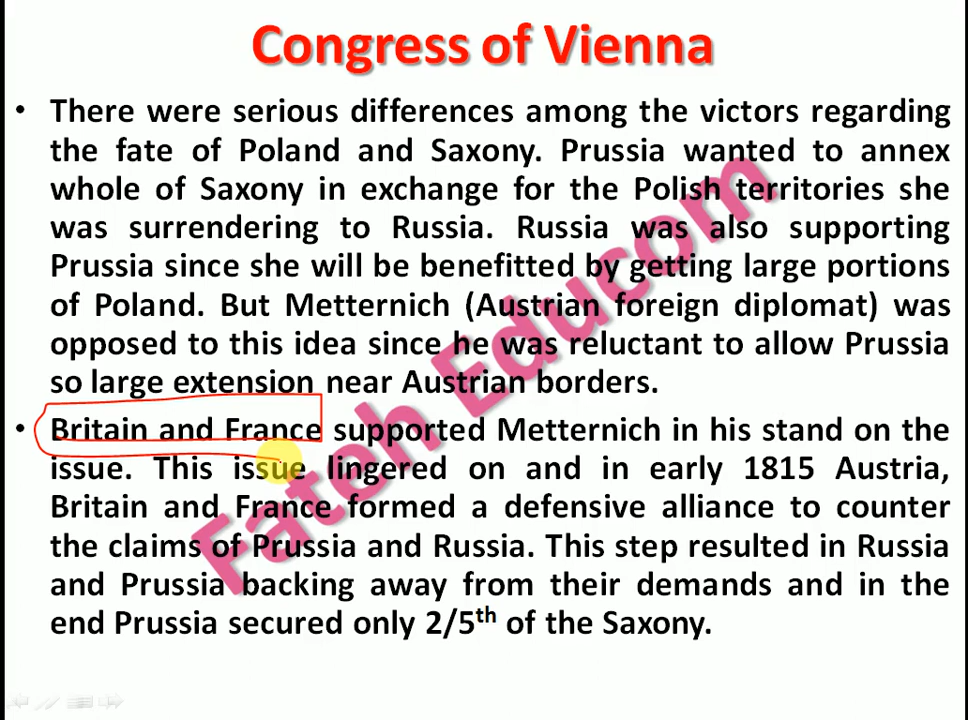 Congress of Vienna
• There were serious differences among the victors regarding
the fate of Poland and Saxony. Prussia wanted to annex
whole of Saxony in exchange for the Polish territories she
was surrendering to Russia. Russia was also supporting
Prussia since she will be benefitted by getting large portions
of Poland. But Metternich (Austrian foreign diplomat) was
opposed to this idea since he was reluctant to allow Prussia
so large extension near Austrian borders.
• Britain and France supported Metternich in his stand on the
issue. This issue lingered on and in early 1815 Austria,
Britain and France formed a defensive alliance to counter
the claims of Prussia and Russia. This step resulted in Russia
and Prussia backing away from their demands and in the
end Prussia secured only 2/5th of the Saxony.
Fateh Educom